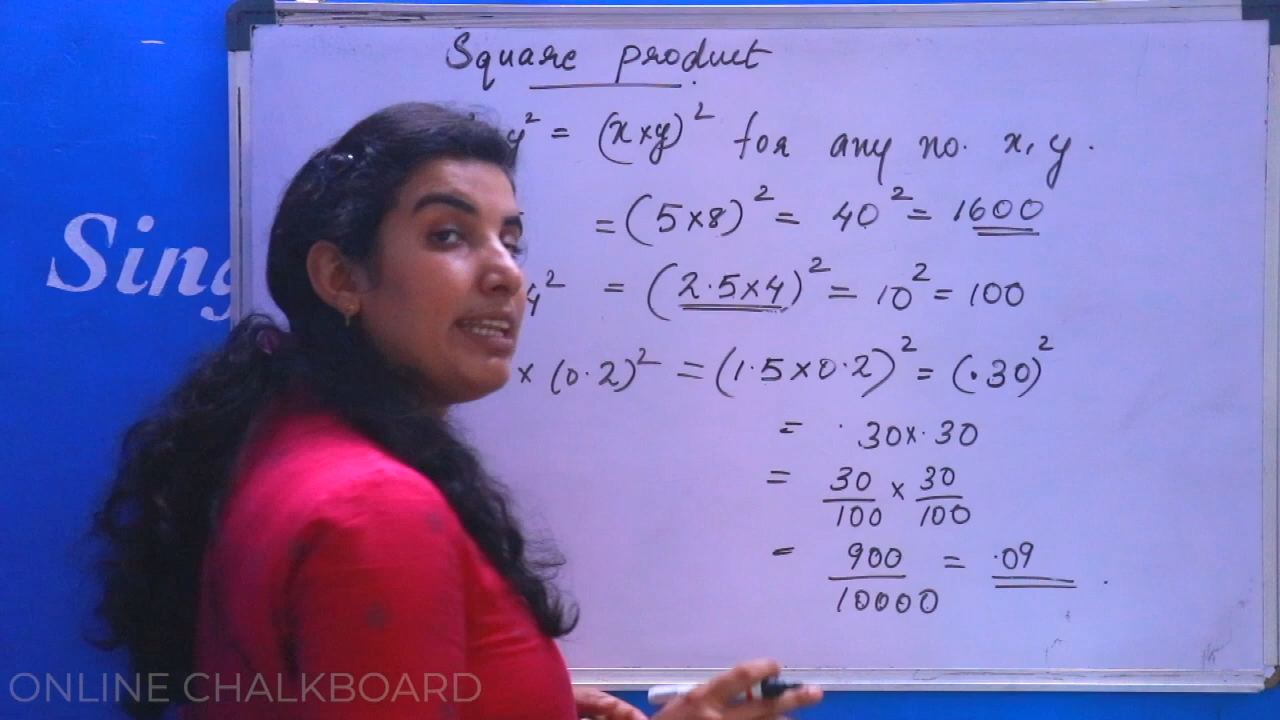 Square product
y² = (x×y)² for any no. x, y.
= (5×8)² = 40² = 1600
4² = (2.5×4)² = 10² = 100
× (0.2)² = (1.5×0.2)² = (.30)²
= .30×.30
= 30/100 × 30/100
= 900/10000 = .09
Sing
ONLINE CHALKBOARD